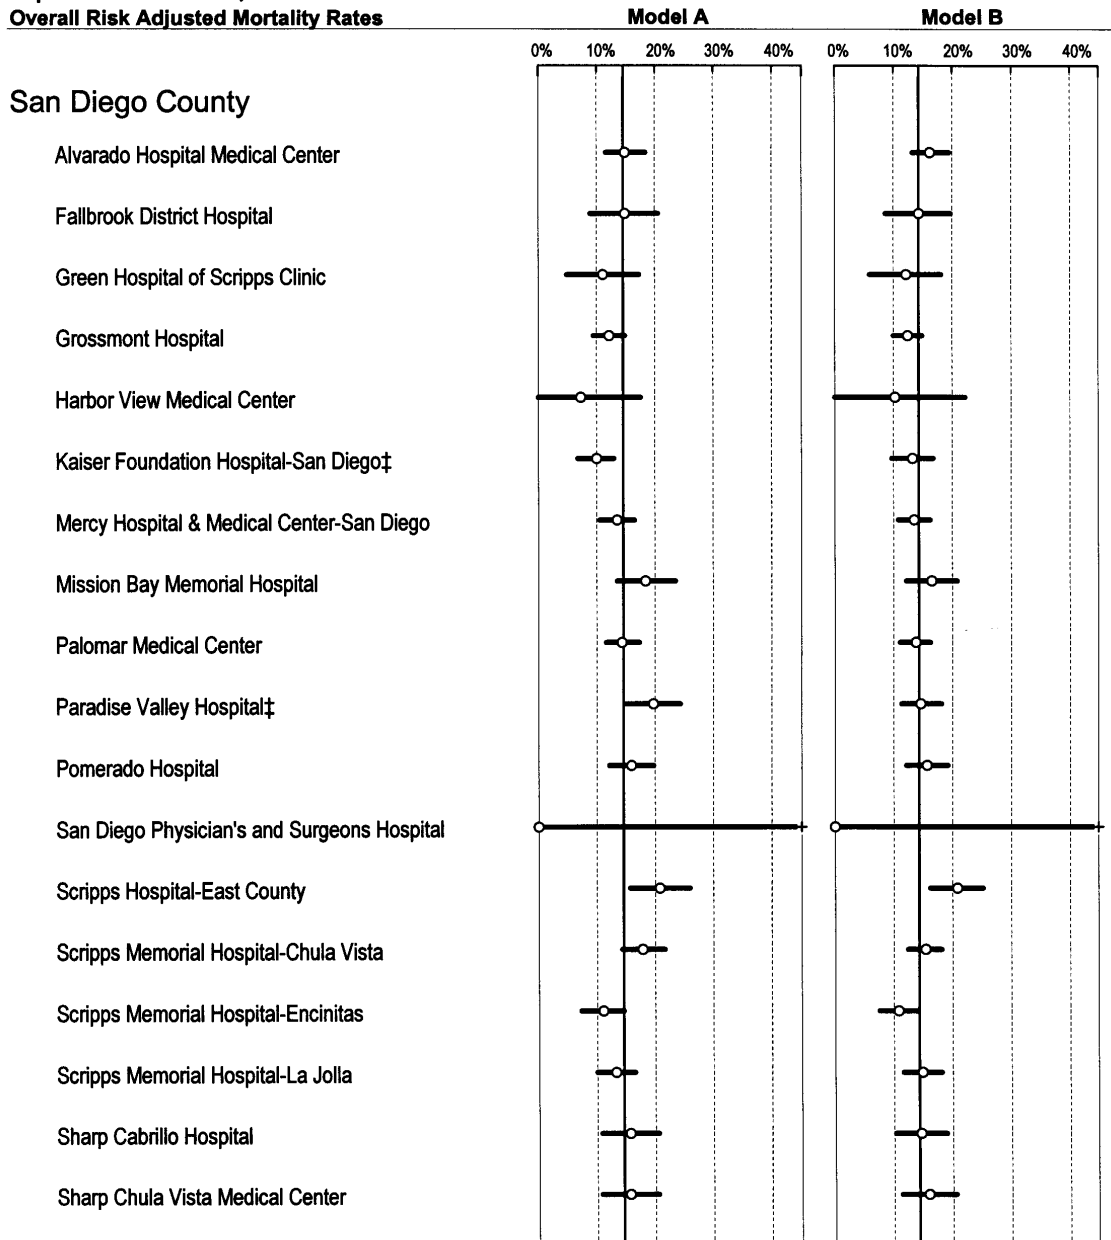 Overall Risk Adjusted Mortality Rates Model A Model B
0% 10% 20% 30% 40% 0% 10% 20% 30% 40%
San Diego County
Alvarado Hospital Medical Center
Fallbrook District Hospital
Green Hospital of Scripps Clinic
Grossmont Hospital
Harbor View Medical Center
Kaiser Foundation Hospital-San Diego‡
Mercy Hospital & Medical Center-San Diego
Mission Bay Memorial Hospital
Palomar Medical Center
Paradise Valley Hospital‡
Pomerado Hospital
San Diego Physician's and Surgeons Hospital
Scripps Hospital-East County
Scripps Memorial Hospital-Chula Vista
Scripps Memorial Hospital-Encinitas
Scripps Memorial Hospital-La Jolla
Sharp Cabrillo Hospital
Sharp Chula Vista Medical Center